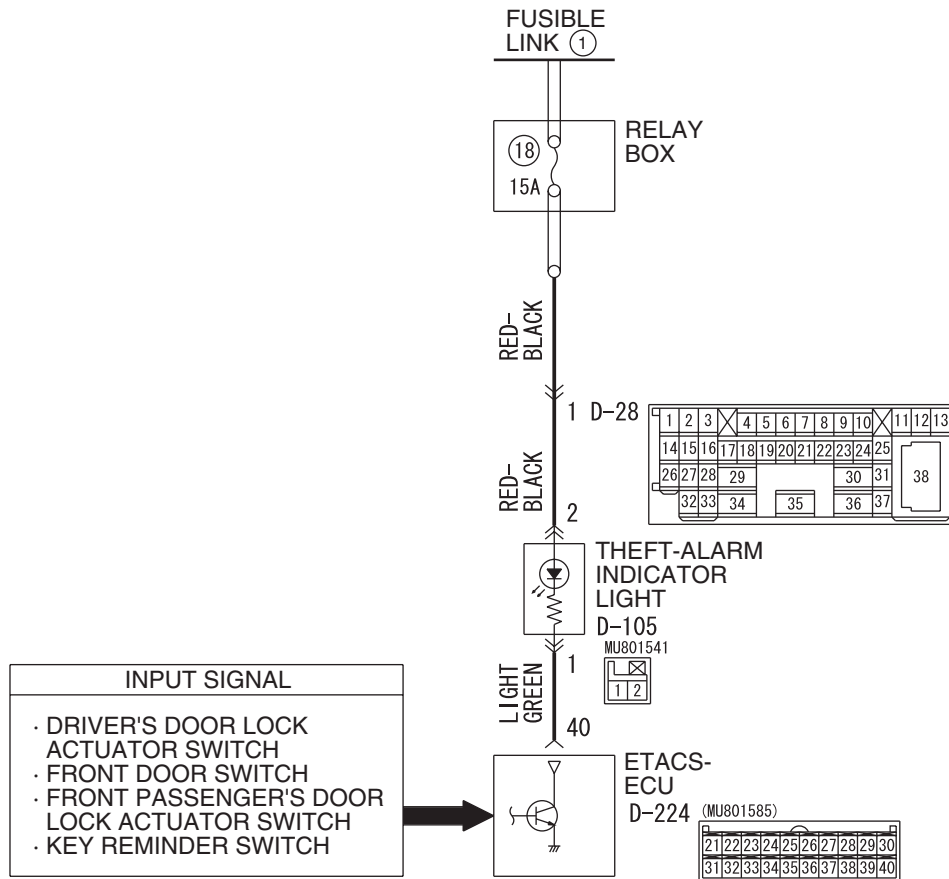 FUSIBLE
LINK 1
RELAY
BOX
18
15A
RED-
BLACK
1 D-28
1 2 3 4 5 6 7 8 9 10 11 12 13
14 15 16 17 18 19 20 21 22 23 24 25
26 27 28 29 30 31 38
32 33 34 35 36 37
RED-
BLACK
2
THEFT-ALARM
INDICATOR
LIGHT
D-105
MU801541
1 2
1
LIGHT
GREEN
40
INPUT SIGNAL
· DRIVER'S DOOR LOCK
ACTUATOR SWITCH
· FRONT DOOR SWITCH
· FRONT PASSENGER'S DOOR
LOCK ACTUATOR SWITCH
· KEY REMINDER SWITCH
ETACS-
ECU
D-224 (MU801585)
21 22 23 24 25 26 27 28 29 30
31 32 33 34 35 36 37 38 39 40